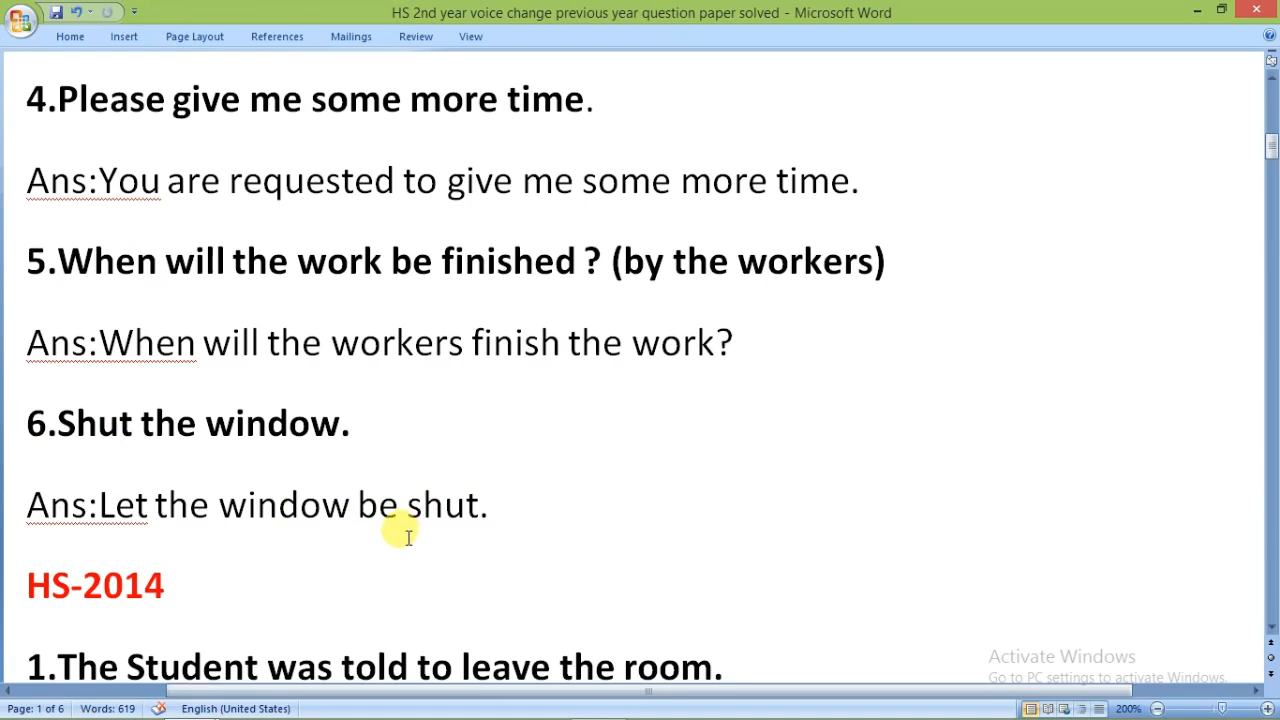 HS 2nd year voice change previous year question paper solved - Microsoft Word
Home Insert Page Layout References Mailings Review View
4.Please give me some more time.
Ans:You are requested to give me some more time.
5.When will the work be finished ? (by the workers)
Ans:When will the workers finish the work?
6.Shut the window.
Ans:Let the window be shut.
HS-2014
1.The Student was told to leave the room.
Activate Windows
Go to PC settings to activate Windows.
Page: 1 of 6 Words: 619 English (United States) 200%